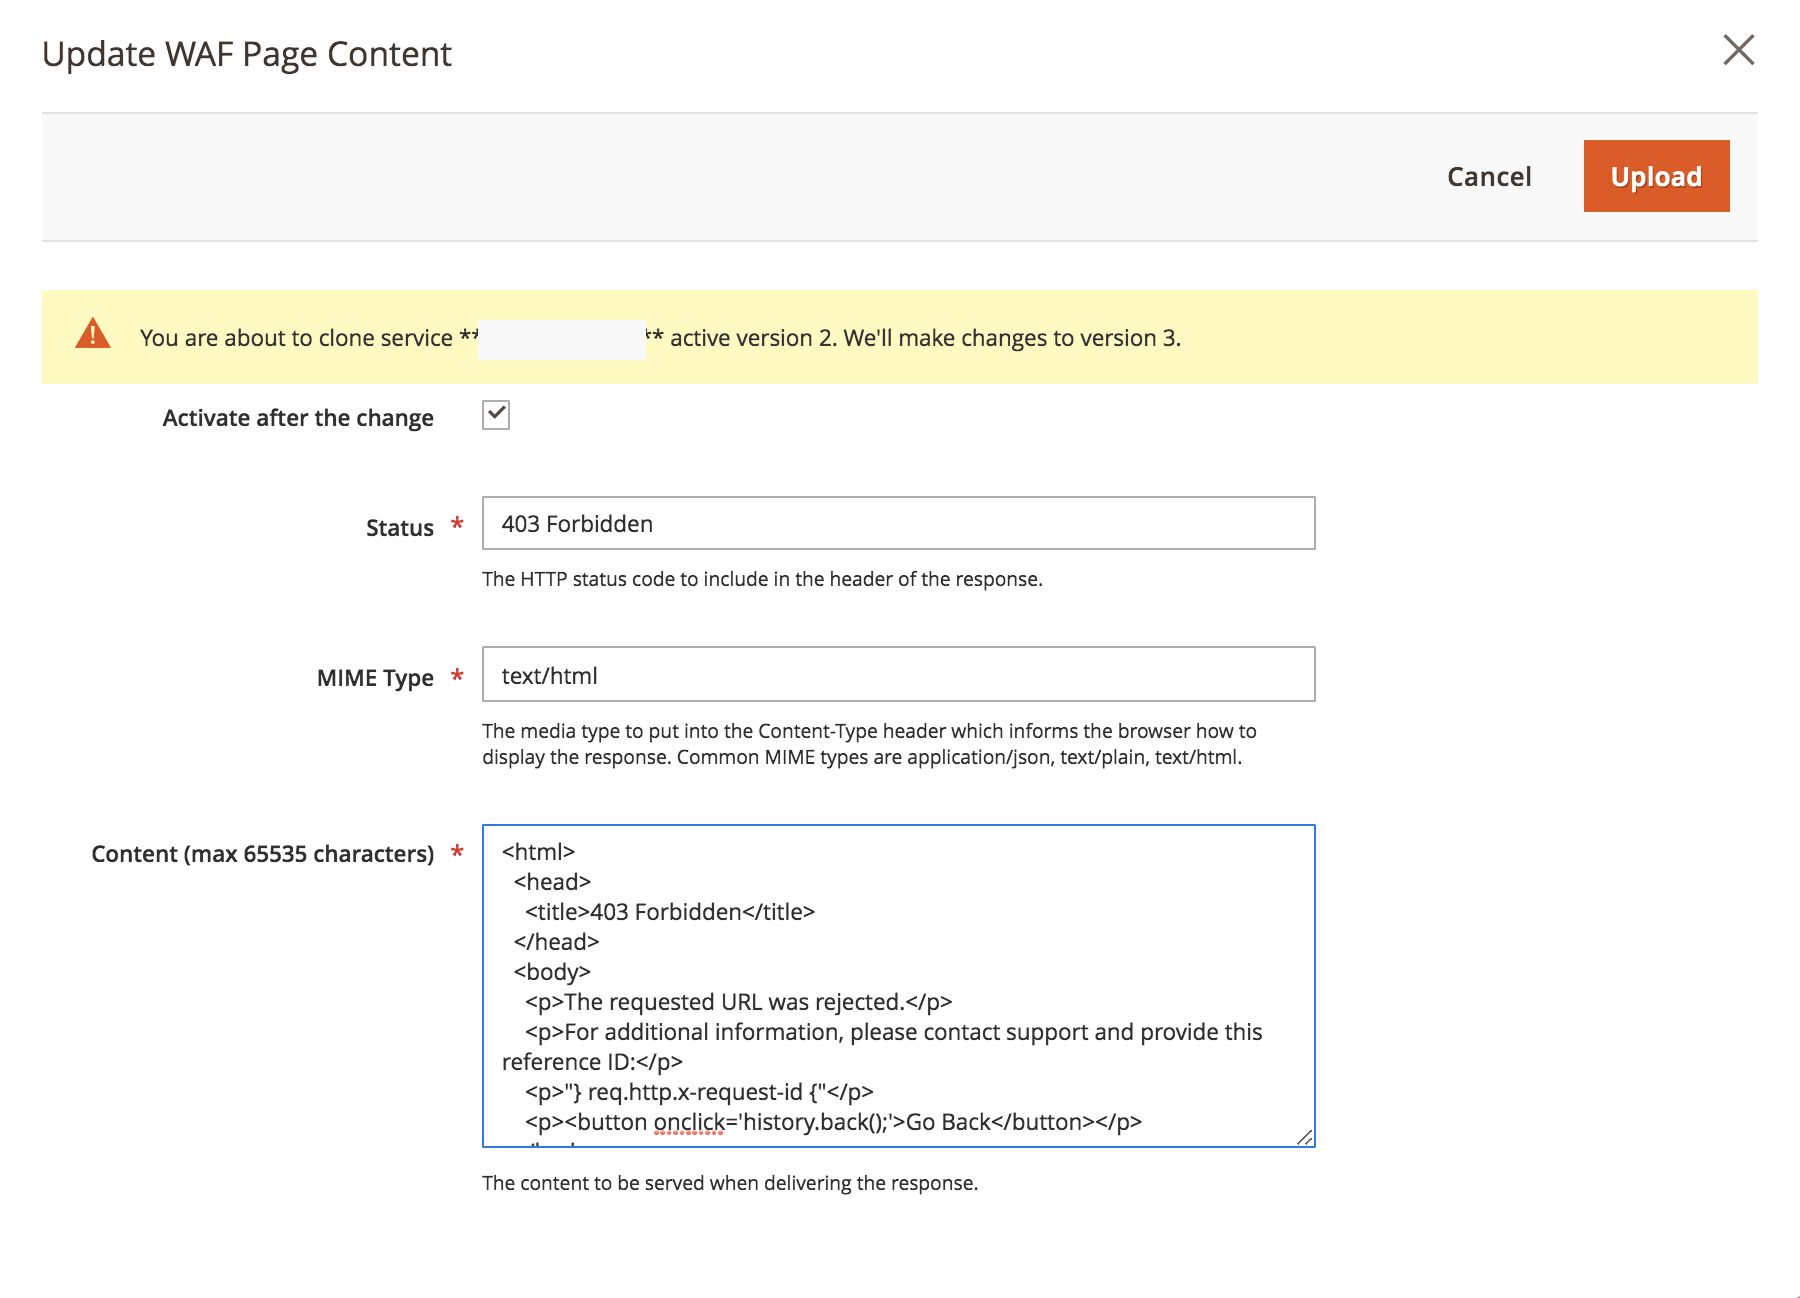 Update WAF Page Content
Cancel
Upload
You are about to clone service ** ** active version 2. We'll make changes to version 3.
Activate after the change
Status *
403 Forbidden
The HTTP status code to include in the header of the response.
MIME Type *
text/html
The media type to put into the Content-Type header which informs the browser how to
display the response. Common MIME types are application/json, text/plain, text/html.
Content (max 65535 characters) *
<html>
  <head>
    <title>403 Forbidden</title>
  </head>
  <body>
    <p>The requested URL was rejected.</p>
    <p>For additional information, please contact support and provide this
reference ID:</p>
    <p>"} req.http.x-request-id {"</p>
    <p><button onclick='history.back();'>Go Back</button></p>
The content to be served when delivering the response.